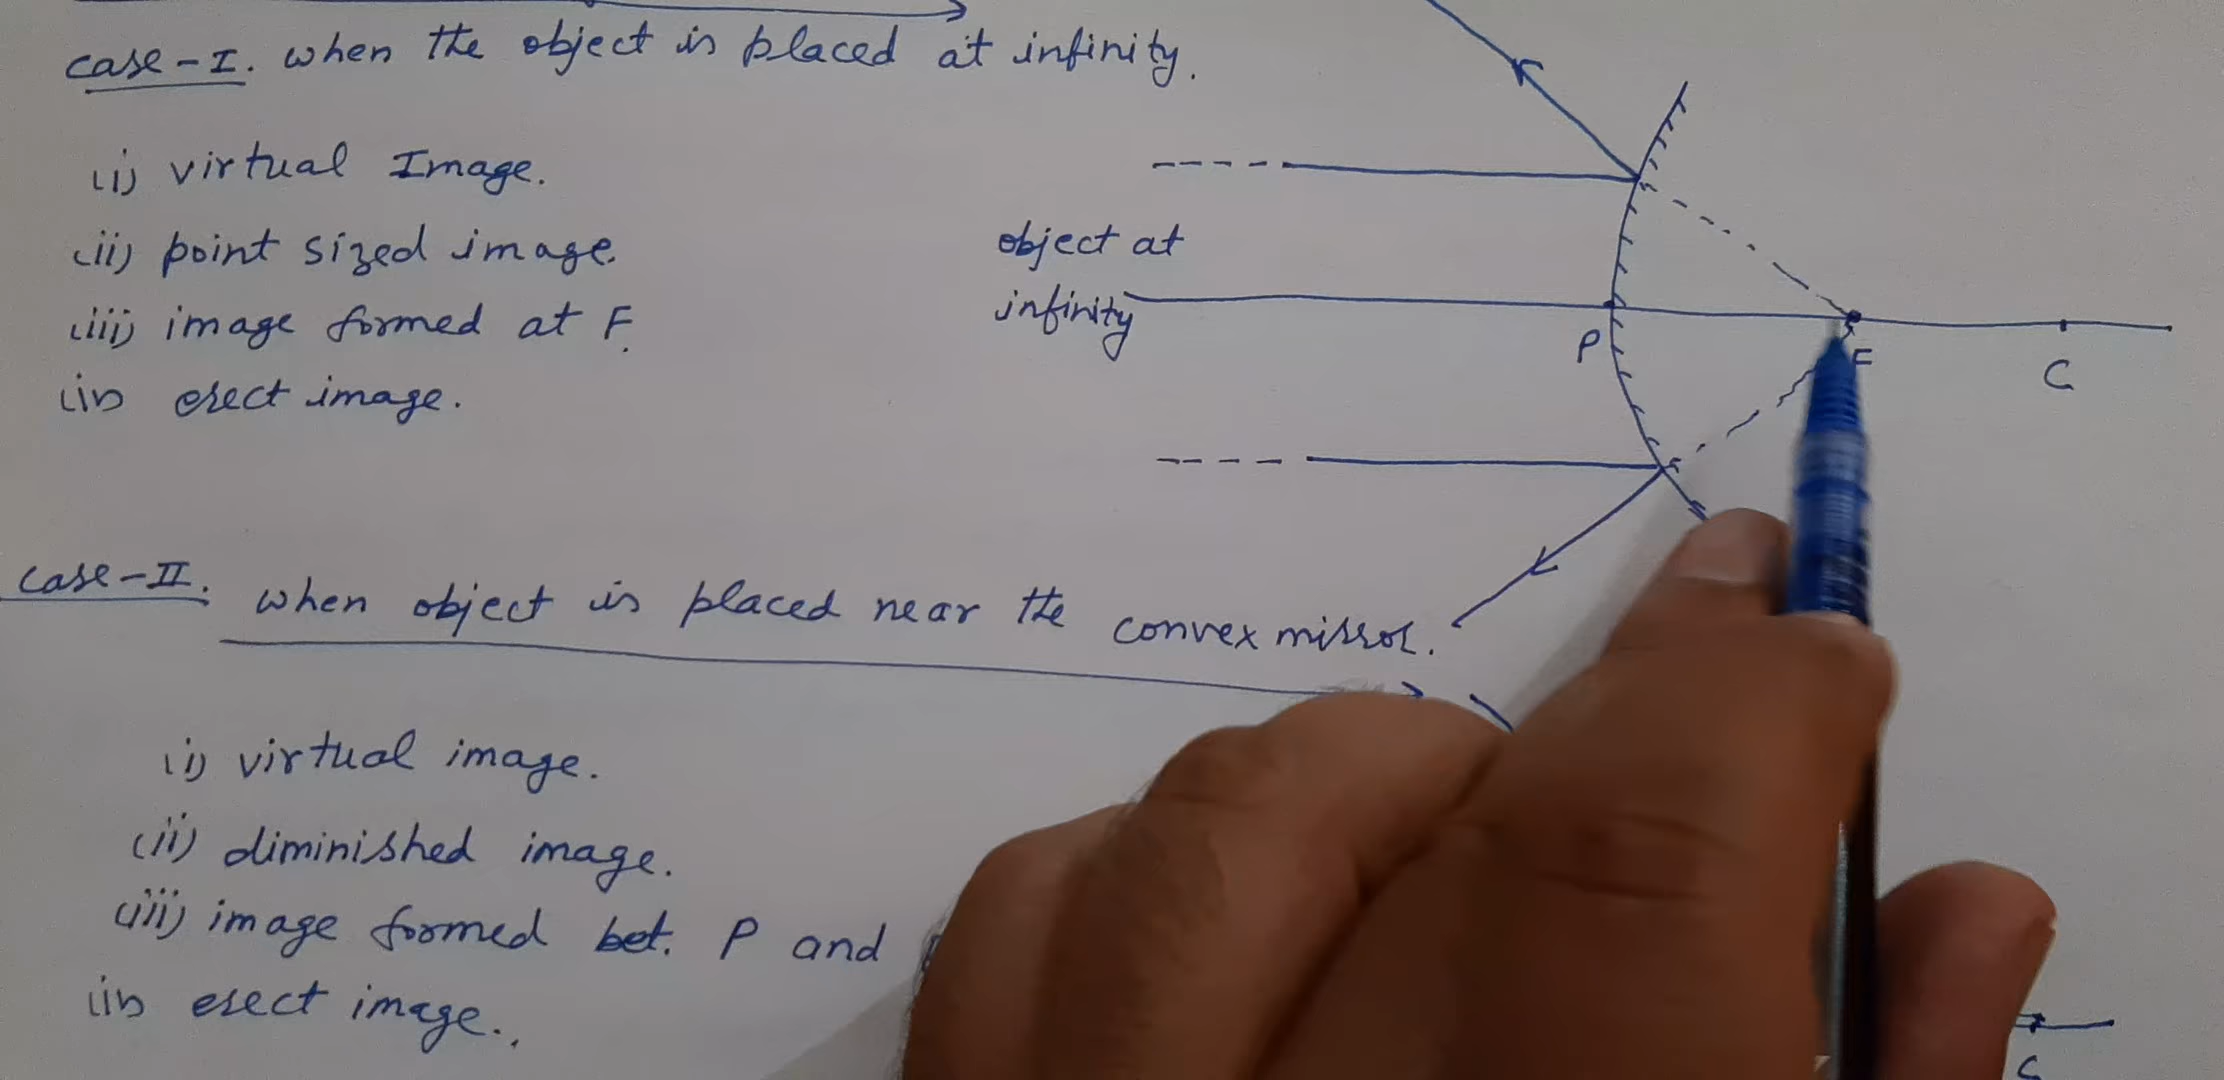 case-I. when the object is placed at infinity.
(i) virtual Image.
(ii) point sized image.
(iii) image formed at F.
(iv) erect image.
object at
infinity
P
F
C
case-II. when object is placed near the convex mirror.
(i) virtual image.
(ii) diminished image.
(iii) image formed bet. P and
(iv) erect image.
C